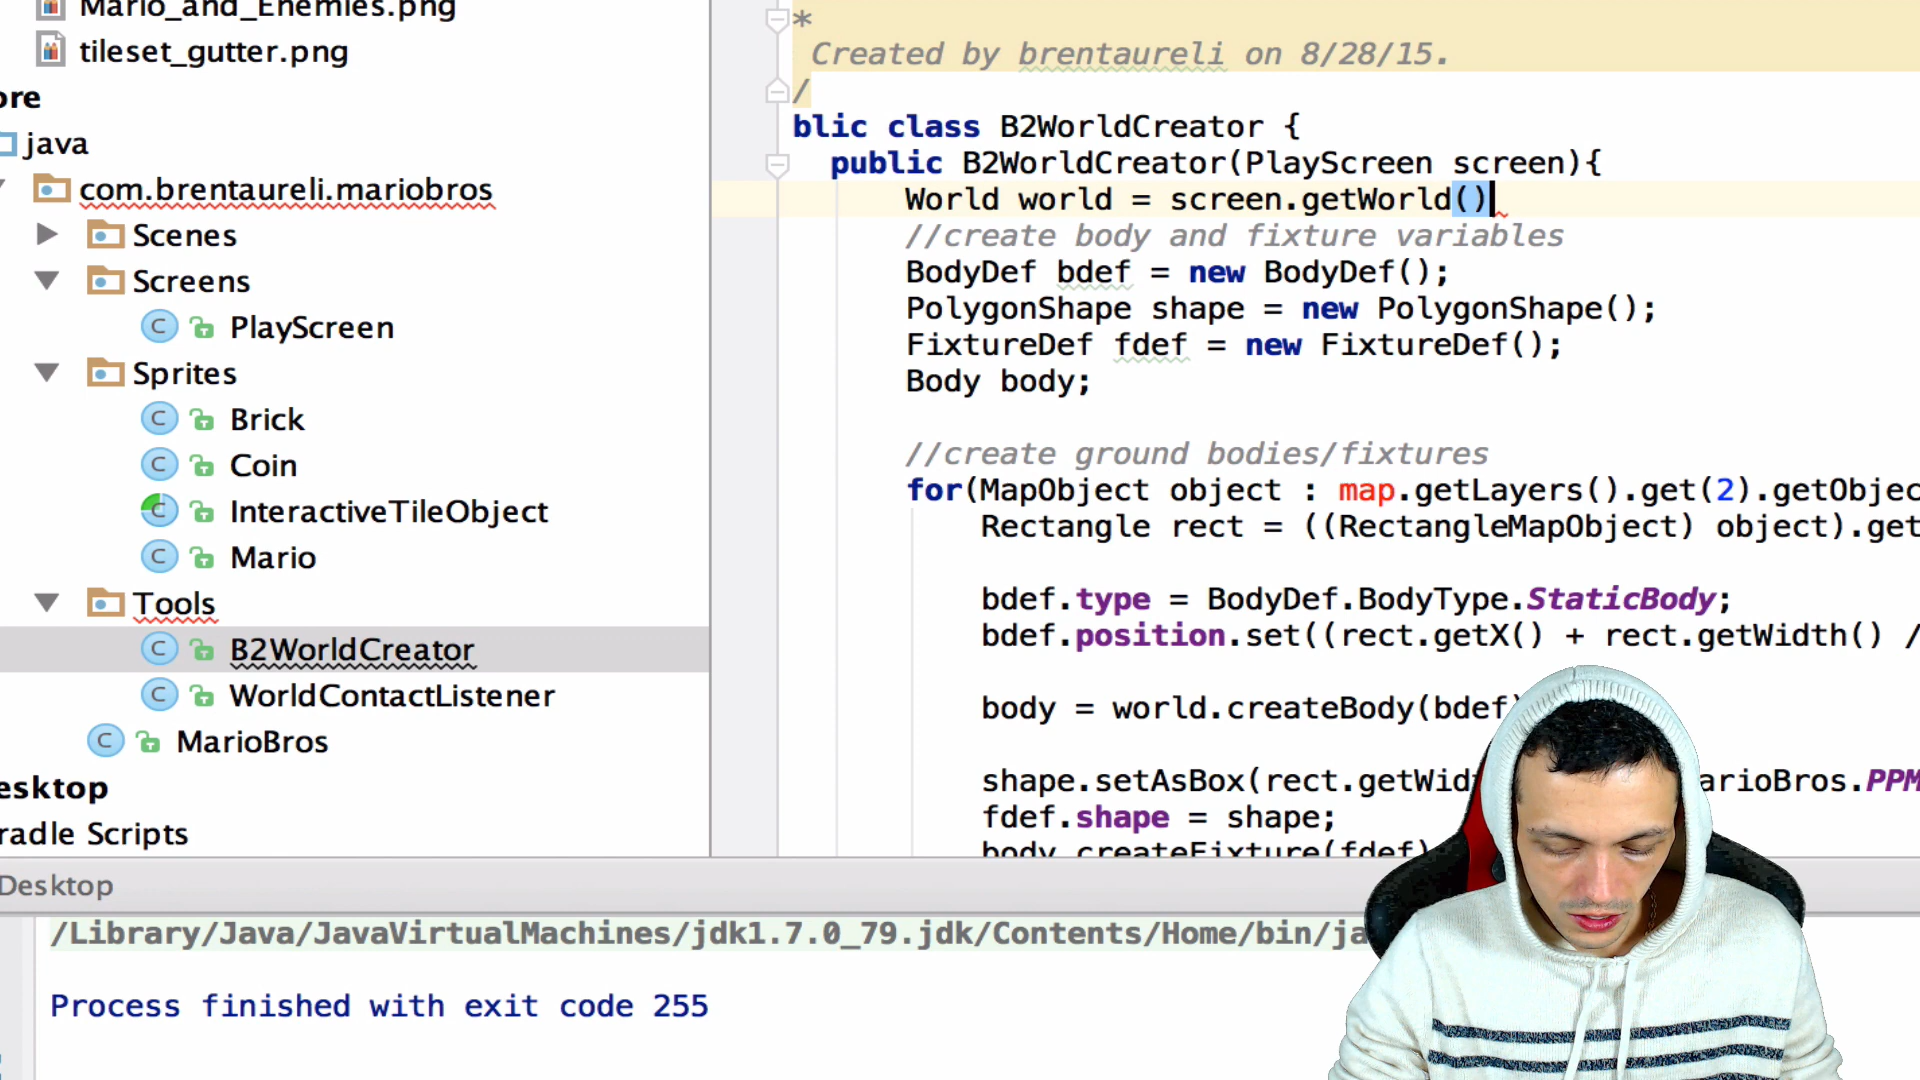 Mario_and_Enemies.png
tileset_gutter.png
ore
java
com.brentaureli.mariobros
Scenes
Screens
PlayScreen
Sprites
Brick
Coin
InteractiveTileObject
Mario
Tools
B2WorldCreator
WorldContactListener
MarioBros
esktop
radle Scripts
*
Created by brentaureli on 8/28/15.
/
blic class B2WorldCreator {
public B2WorldCreator(PlayScreen screen){
World world = screen.getWorld()
//create body and fixture variables
BodyDef bdef = new BodyDef();
PolygonShape shape = new PolygonShape();
FixtureDef fdef = new FixtureDef();
Body body;
//create ground bodies/fixtures
for(MapObject object : map.getLayers().get(2).getObjec
Rectangle rect = ((RectangleMapObject) object).get
bdef.type = BodyDef.BodyType.StaticBody;
bdef.position.set((rect.getX() + rect.getWidth() /
body = world.createBody(bdef)
shape.setAsBox(rect.getWid arioBros.PPM
fdef.shape = shape;
body.createFixture(fdef)
Desktop
/Library/Java/JavaVirtualMachines/jdk1.7.0_79.jdk/Contents/Home/bin/ja
Process finished with exit code 255